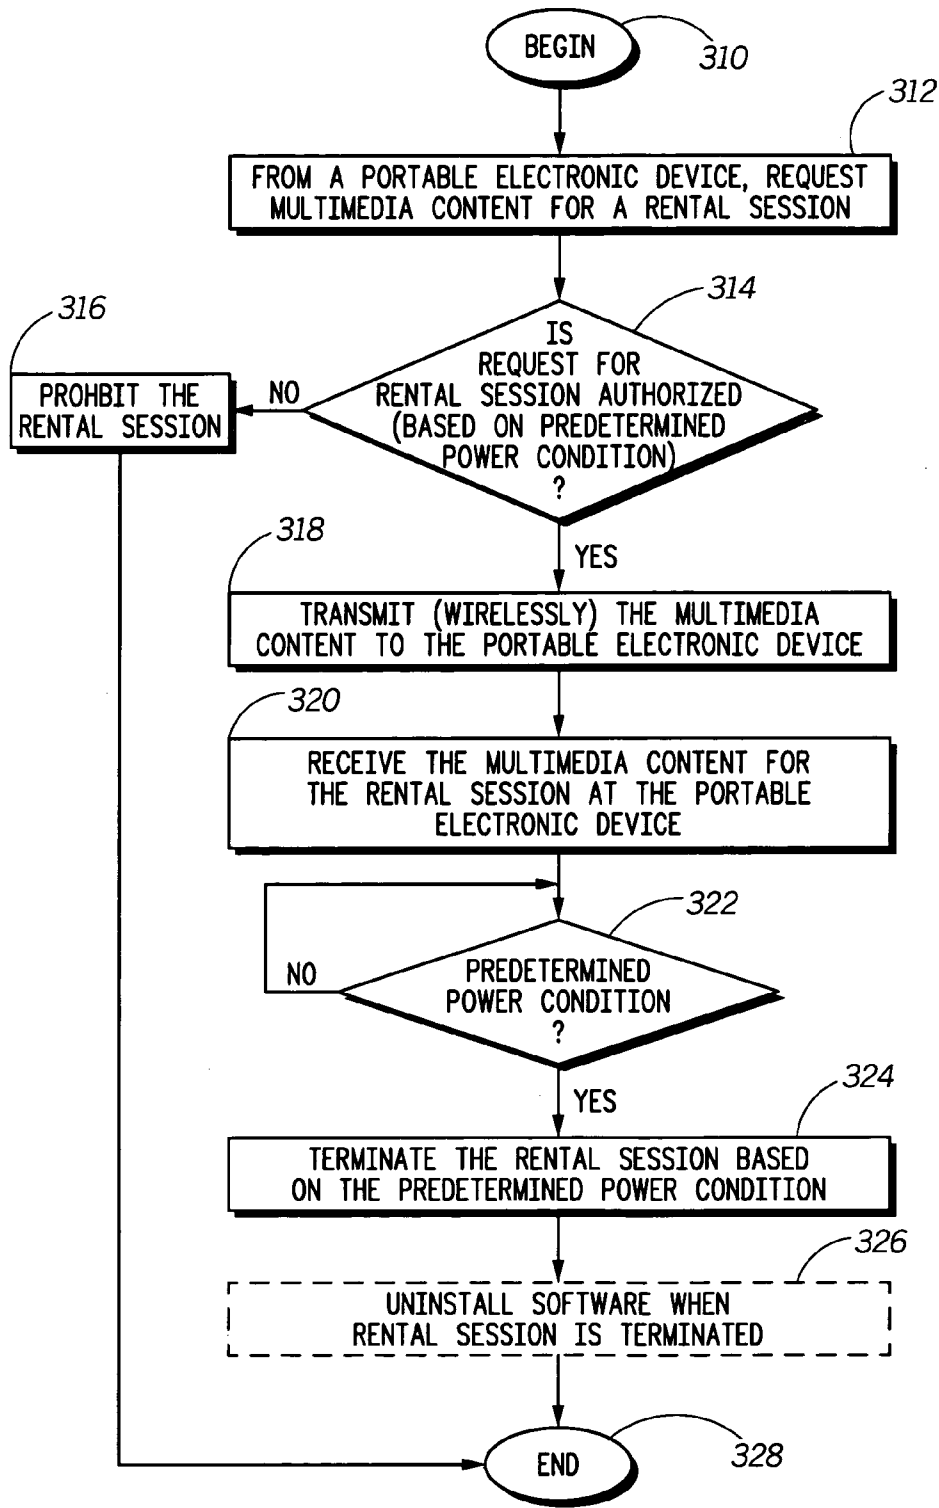 BEGIN
310
312
FROM A PORTABLE ELECTRONIC DEVICE, REQUEST
MULTIMEDIA CONTENT FOR A RENTAL SESSION
314
316
IS
REQUEST FOR
RENTAL SESSION AUTHORIZED
(BASED ON PREDETERMINED
POWER CONDITION)
?
NO
PROHBIT THE
RENTAL SESSION
YES
318
TRANSMIT (WIRELESSLY) THE MULTIMEDIA
CONTENT TO THE PORTABLE ELECTRONIC DEVICE
320
RECEIVE THE MULTIMEDIA CONTENT FOR
THE RENTAL SESSION AT THE PORTABLE
ELECTRONIC DEVICE
322
PREDETERMINED
POWER CONDITION
?
NO
YES
324
TERMINATE THE RENTAL SESSION BASED
ON THE PREDETERMINED POWER CONDITION
326
UNINSTALL SOFTWARE WHEN
RENTAL SESSION IS TERMINATED
END
328